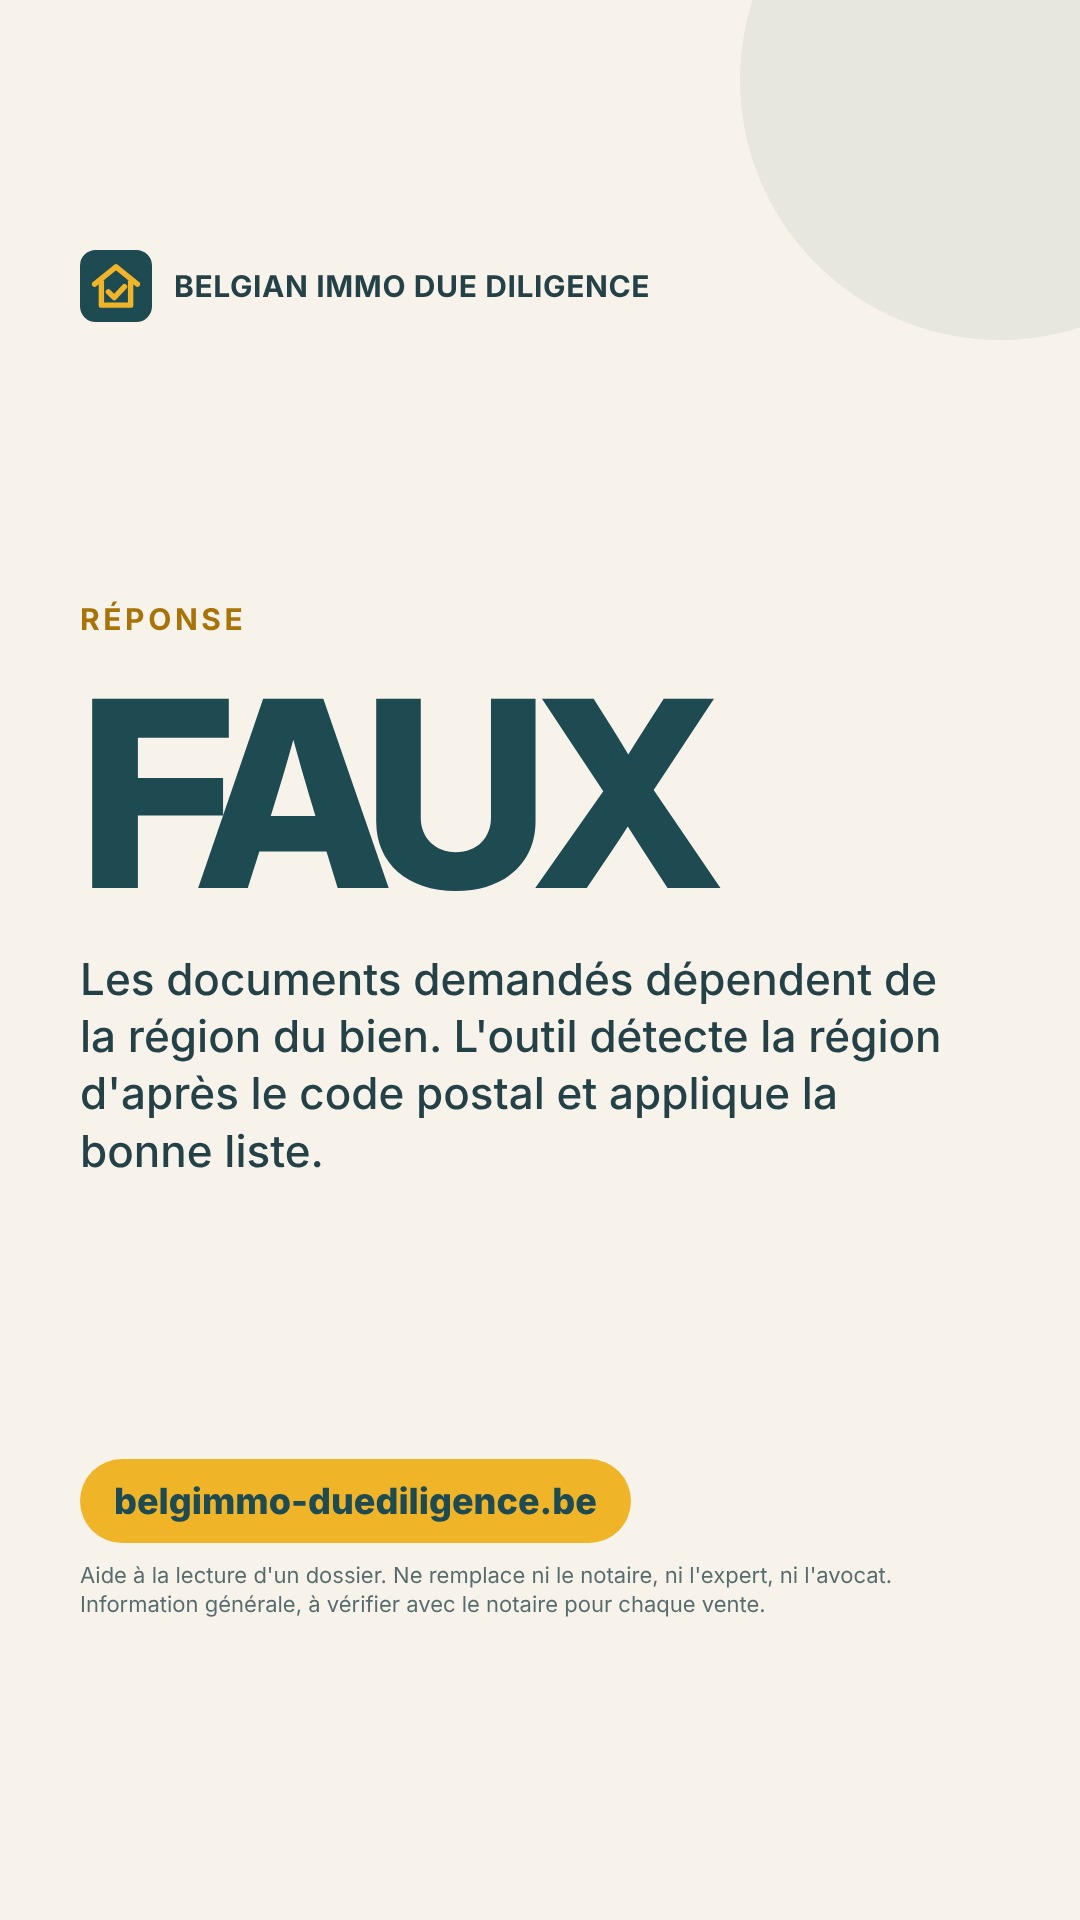 BELGIAN IMMO DUE DILIGENCE
RÉPONSE
FAUX
Les documents demandés dépendent de
la région du bien. L'outil détecte la région
d'après le code postal et applique la
bonne liste.
belgimmo-duediligence.be
Aide à la lecture d'un dossier. Ne remplace ni le notaire, ni l'expert, ni l'avocat.
Information générale, à vérifier avec le notaire pour chaque vente.